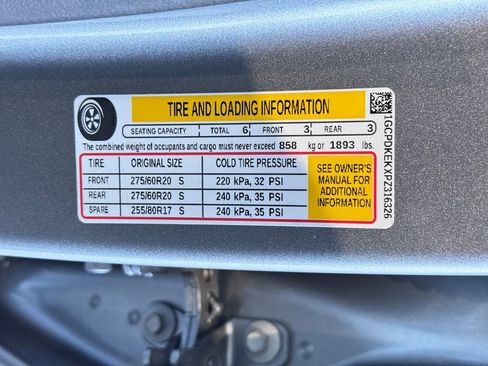 TIRE AND LOADING INFORMATION
SEATING CAPACITY TOTAL 6 FRONT 3 REAR 3
The combined weight of occupants and cargo must never exceed 858 kg or 1893 lbs.
TIRE ORIGINAL SIZE COLD TIRE PRESSURE
FRONT 275/60R20 S 220 kPa, 32 PSI
REAR 275/60R20 S 240 kPa, 35 PSI
SPARE 255/80R17 S 240 kPa, 35 PSI
SEE OWNER'S
MANUAL FOR
ADDITIONAL
INFORMATION
1GCPDKEKXPZ316326